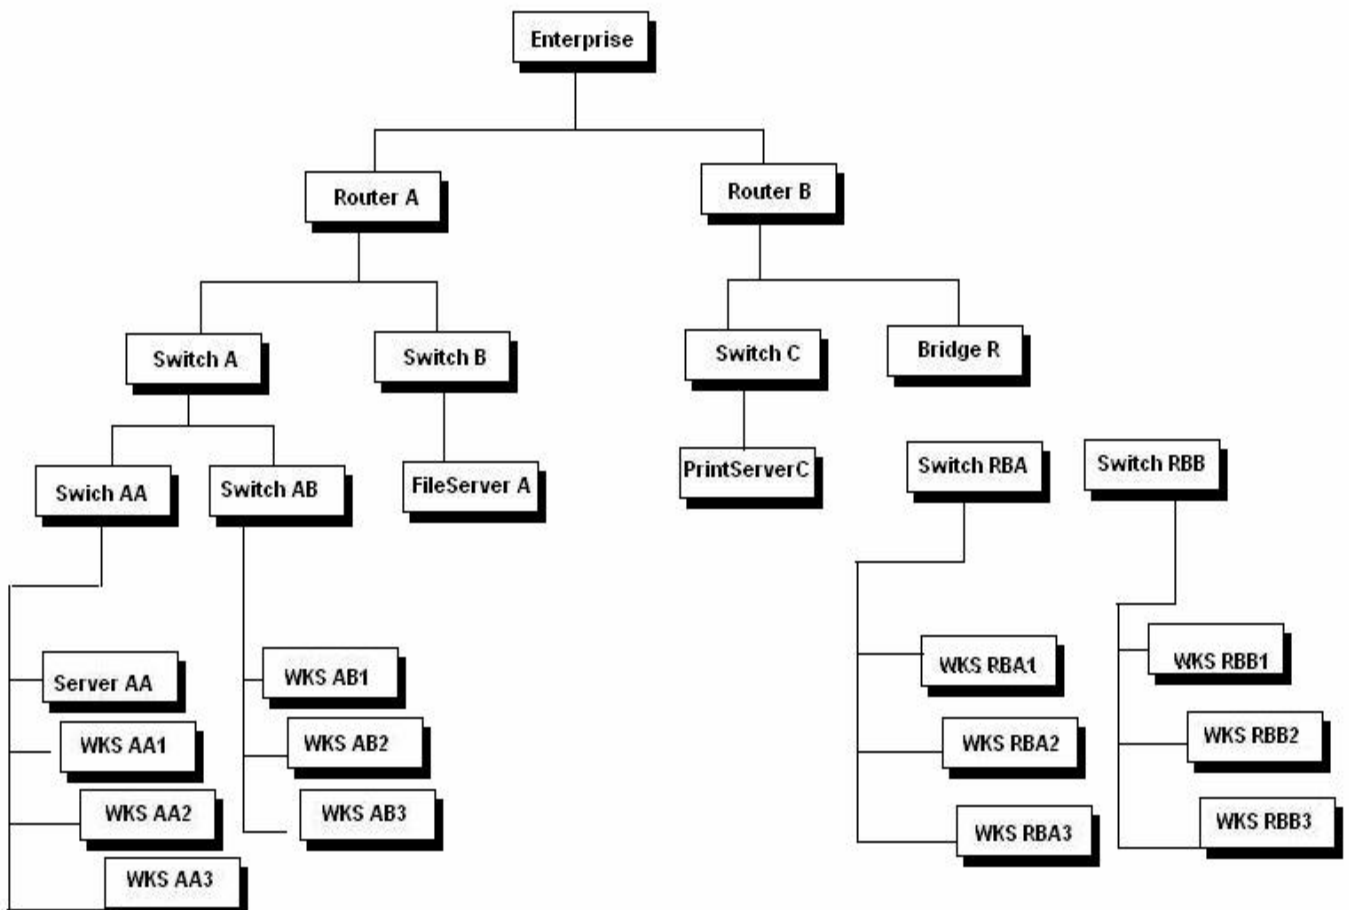 Enterprise
Router A
Router B
Switch A
Switch B
Switch C
Bridge R
Swich AA
Switch AB
FileServer A
PrintServerC
Switch RBA
Switch RBB
Server AA
WKS AA1
WKS AA2
WKS AA3
WKS AB1
WKS AB2
WKS AB3
WKS RBA1
WKS RBA2
WKS RBA3
WKS RBB1
WKS RBB2
WKS RBB3